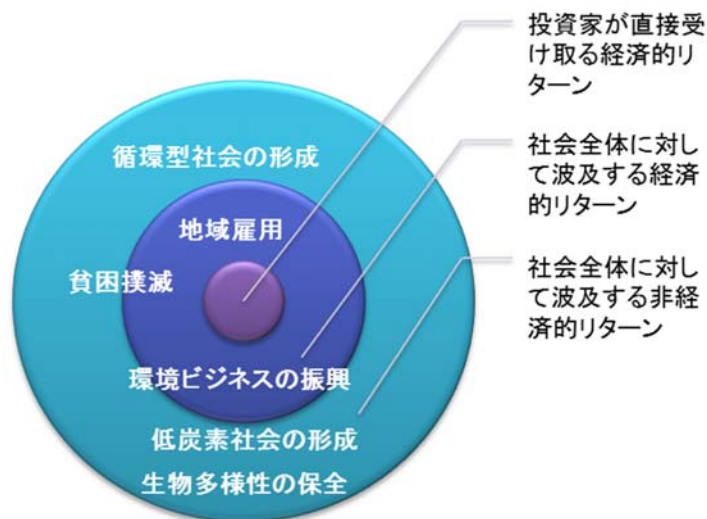 投資家が直接受
け取る経済的リ
ターン
社会全体に対し
て波及する経済
的リターン
社会全体に対し
て波及する非経
済的リターン
循環型社会の形成
地域雇用
貧困撲滅
環境ビジネスの振興
低炭素社会の形成
生物多様性の保全